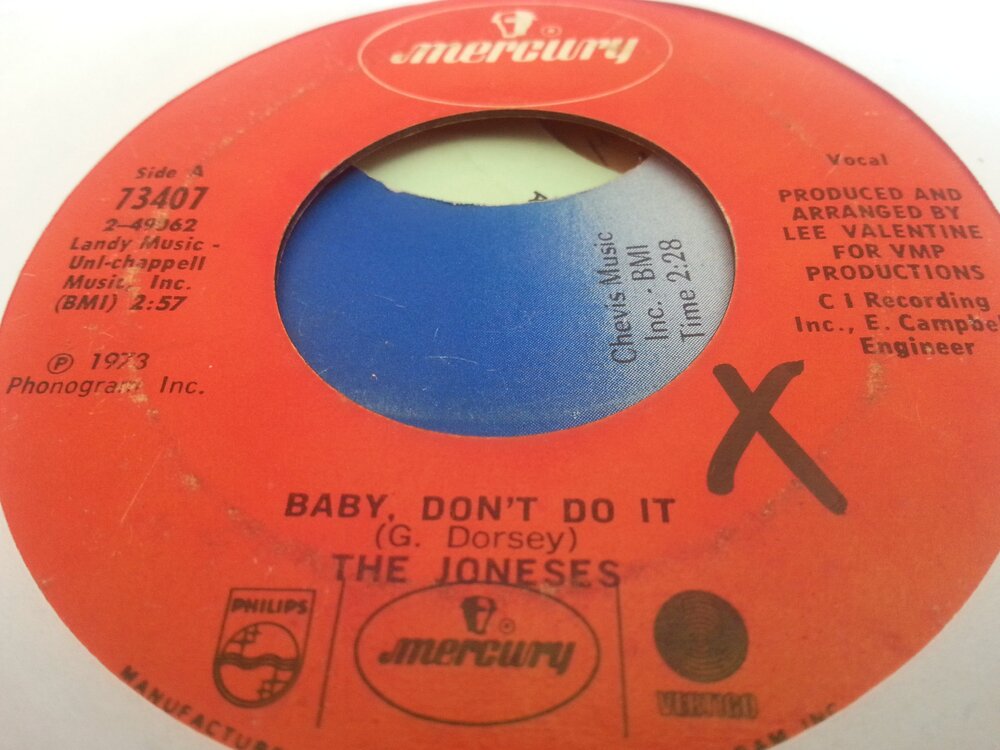 mercury
Side A
73407
2-49362
Landy Music -
Uni-chappell
Music, Inc.
(BMI) 2:57
Ⓟ 1973
Phonogram Inc.
Vocal
PRODUCED AND
ARRANGED BY
LEE VALENTINE
FOR VMP
PRODUCTIONS
C I Recording
Inc., E. Campbe
Engineer
Chevis Music
Inc. - BMI
Time 2:28
X
BABY, DON'T DO IT
(G. Dorsey)
THE JONESES
PHILIPS
mercury
VERTIGO